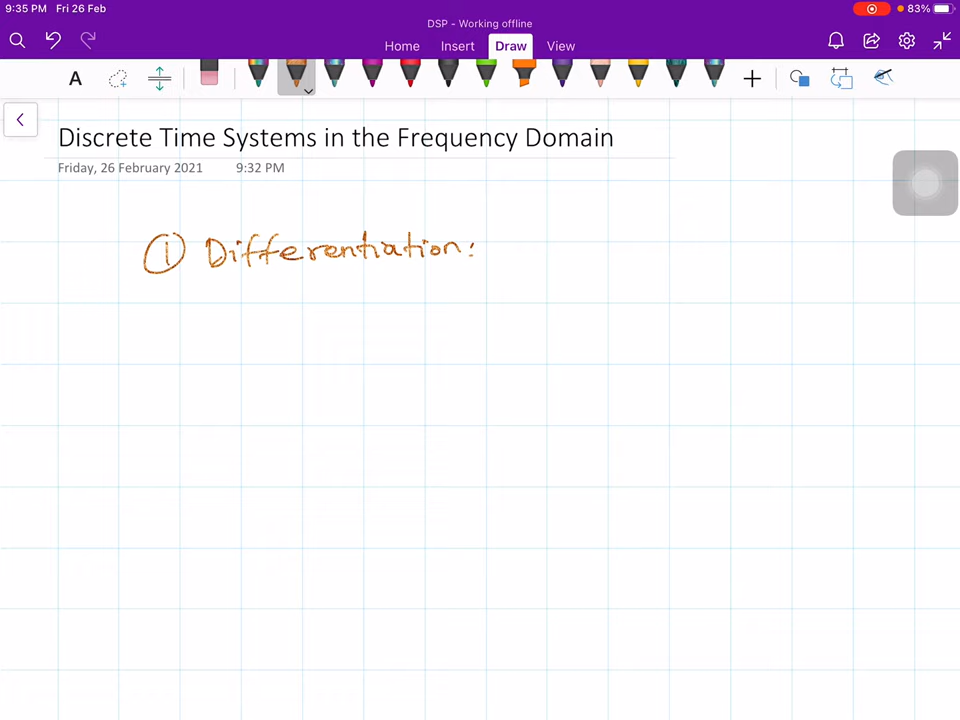 9:35 PM Fri 26 Feb 83%
DSP - Working offline
Home Insert Draw View
A
Discrete Time Systems in the Frequency Domain
Friday, 26 February 2021 9:32 PM
① Differentiation: